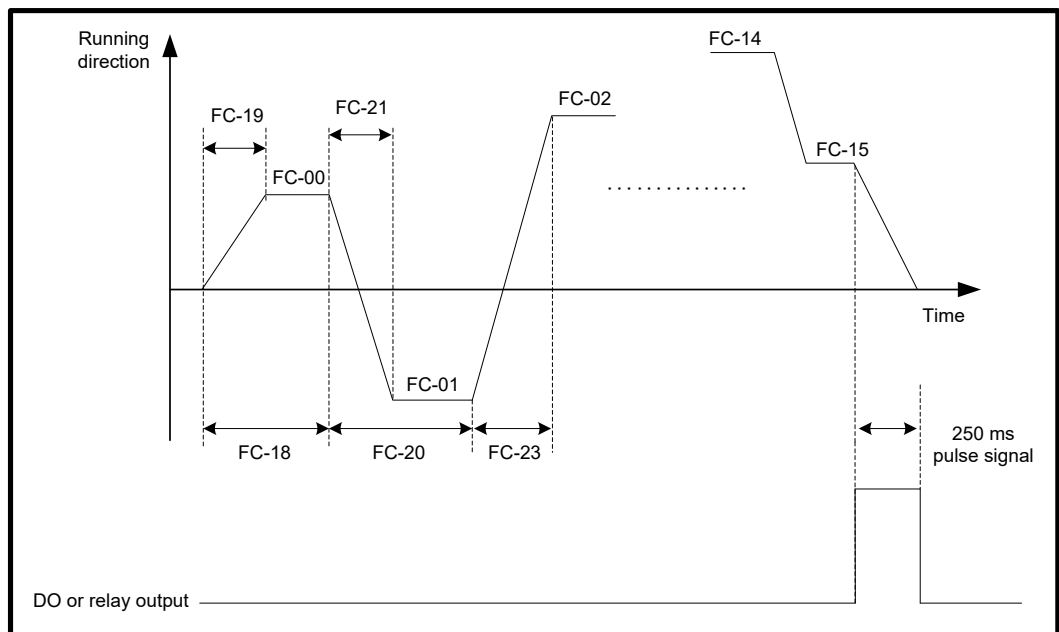 Running
direction
FC-14
FC-21
FC-02
FC-19
FC-15
FC-00
...............
Time
FC-01
250 ms
pulse signal
FC-18
FC-20
FC-23
DO or relay output